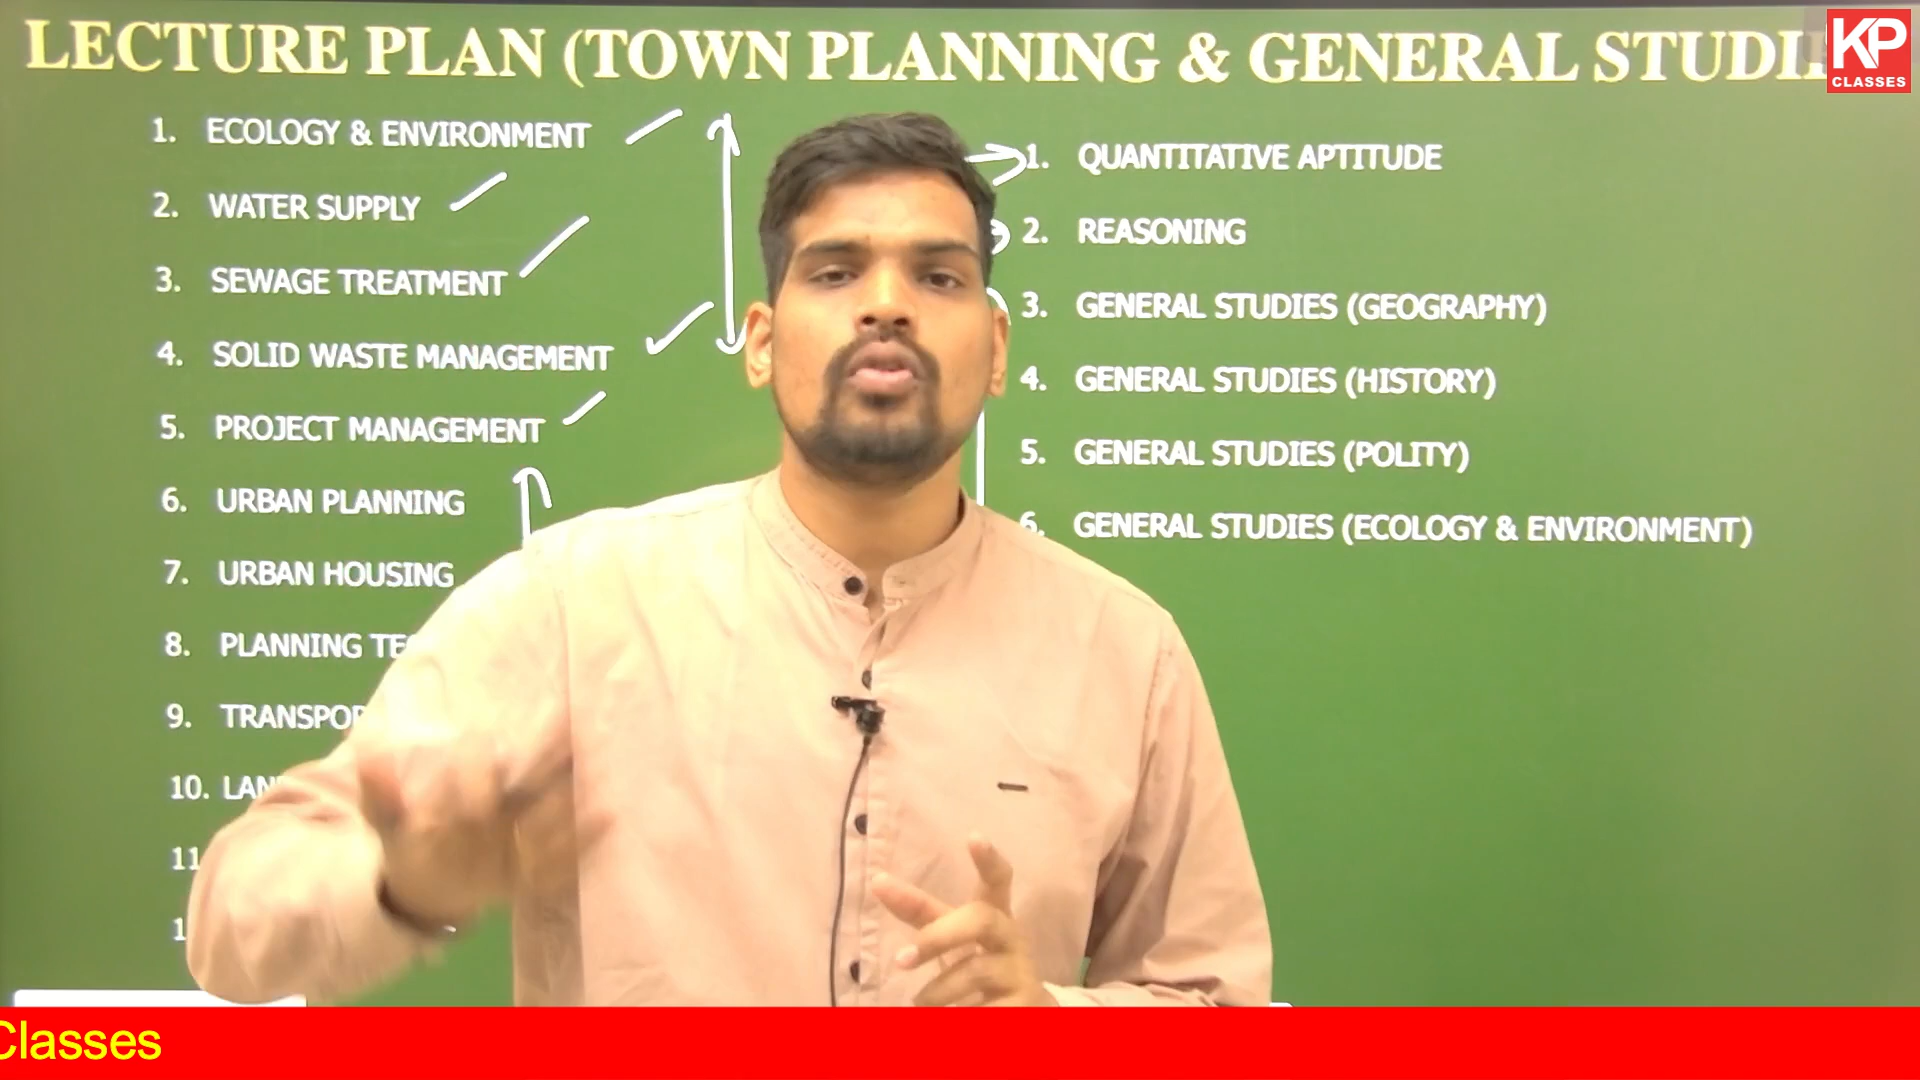 LECTURE PLAN (TOWN PLANNING & GENERAL
KP
CLASSES
1. ECOLOGY & ENVIRONMENT
2. WATER SUPPLY
3. SEWAGE TREATMENT
4. SOLID WASTE MANAGEMENT
5. PROJECT MANAGEMENT
6. URBAN PLANNING
7. URBAN HOUSING
8. PLANNING
9.
10.
11
1. QUANTITATIVE APTITUDE
2. REASONING
3. GENERAL STUDIES (GEOGRAPHY)
4. GENERAL STUDIES (HISTORY)
5. GENERAL STUDIES (POLITY)
6. GENERAL STUDIES (ECOLOGY & ENVIRONMENT)
Classes